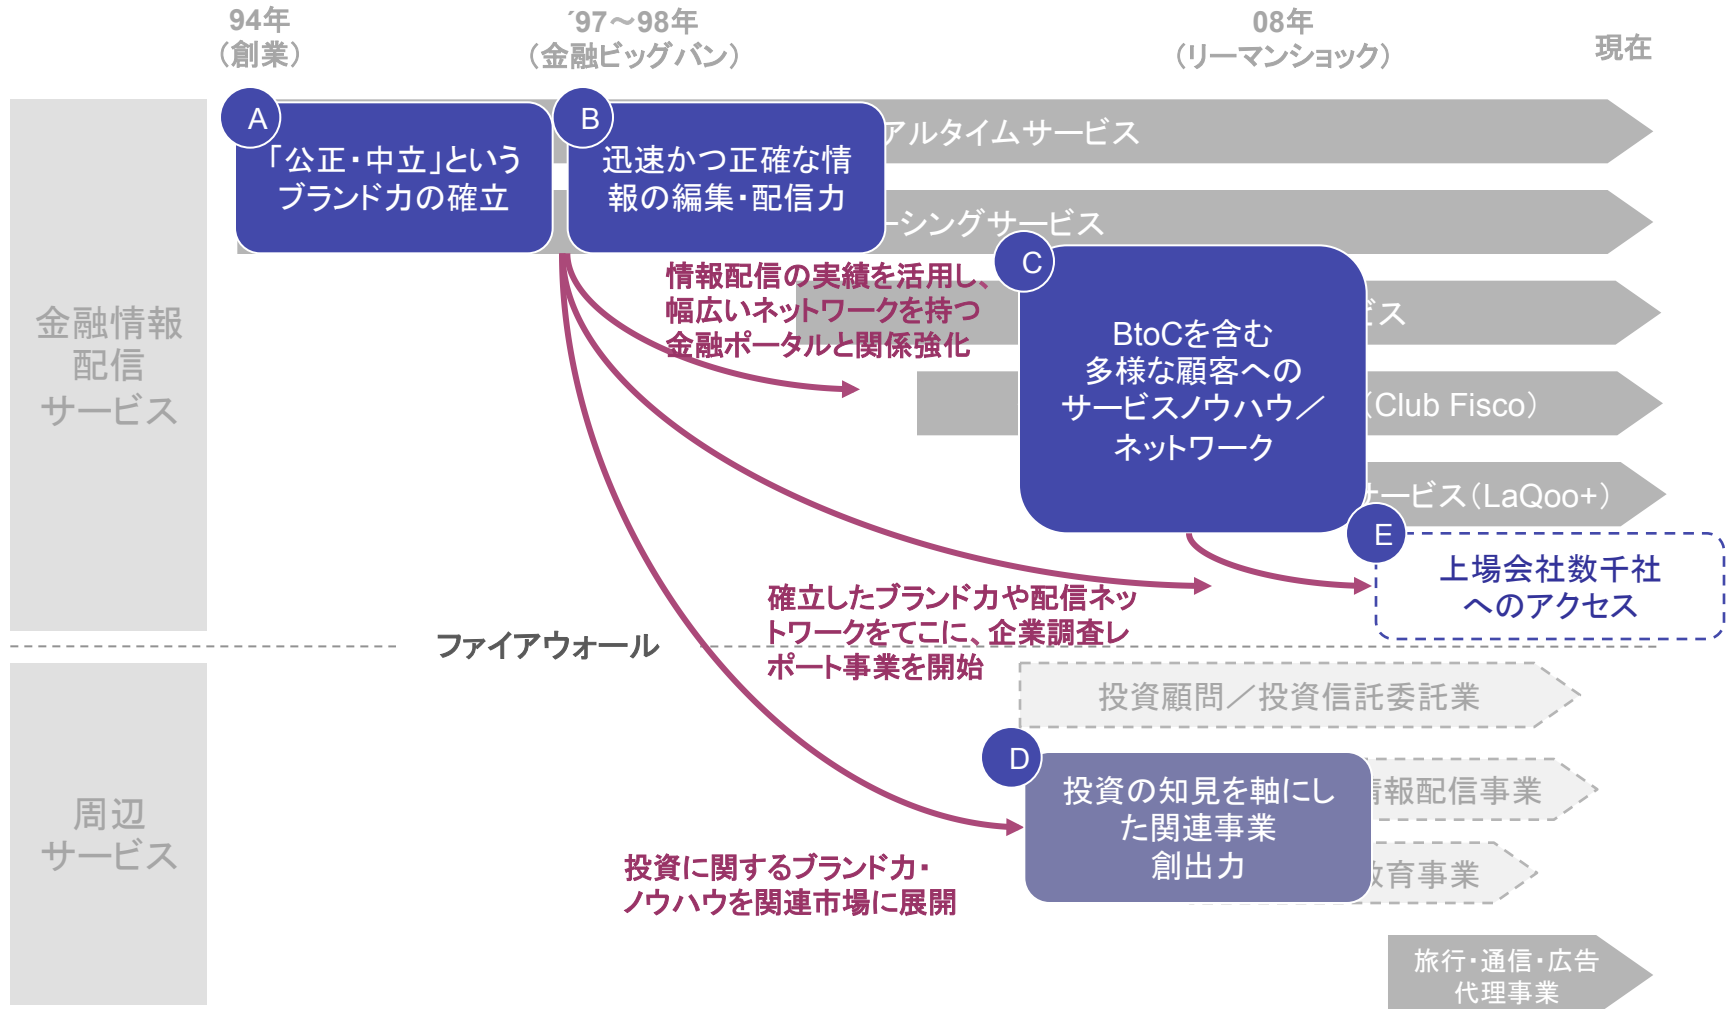 94年
（創業）
´97～98年
（金融ビッグバン）
08年
（リーマンショック）
現在
金融情報
配信
サービス
A
「公正・中立」という
ブランド力の確立
B
迅速かつ正確な情
報の編集・配信力
アルタイムサービス
シングサービス
情報配信の実績を活用し、
幅広いネットワークを持つ
金融ポータルと関係強化
C
BtoCを含む
多様な顧客への
サービスノウハウ／
ネットワーク
ビス
（Club Fisco）
サービス（LaQoo+）
E
上場会社数千社
へのアクセス
確立したブランド力や配信ネッ
トワークをてこに、企業調査レ
ポート事業を開始
ファイアウォール
周辺
サービス
投資顧問／投資信託委託業
D
投資の知見を軸にし
た関連事業
創出力
情報配信事業
教育事業
投資に関するブランド力・
ノウハウを関連市場に展開
旅行・通信・広告
代理事業